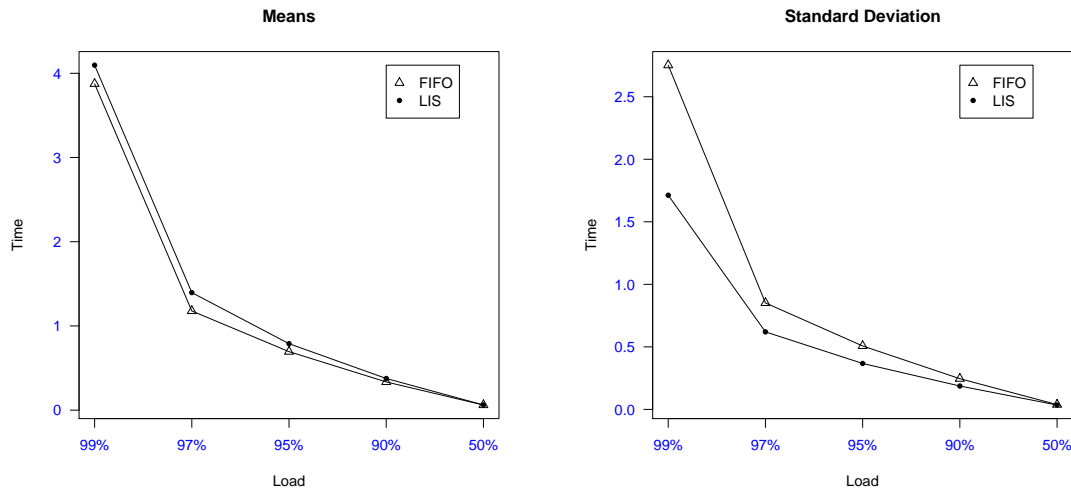 Means
FIFO
LIS
4
3
2
1
0
Time
99% 97% 95% 90% 50%
Load
Standard Deviation
FIFO
LIS
2.5
2.0
1.5
1.0
0.5
0.0
Time
99% 97% 95% 90% 50%
Load